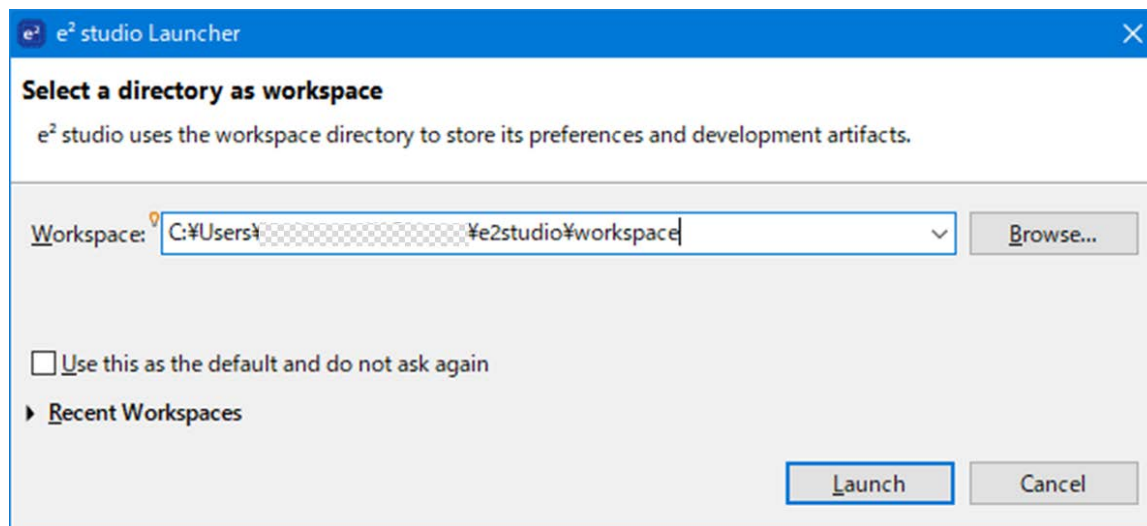 e² e² studio Launcher
Select a directory as workspace
e² studio uses the workspace directory to store its preferences and development artifacts.
Workspace: C:¥Users¥ ¥e2studio¥workspace Browse...
Use this as the default and do not ask again
Recent Workspaces
Launch Cancel